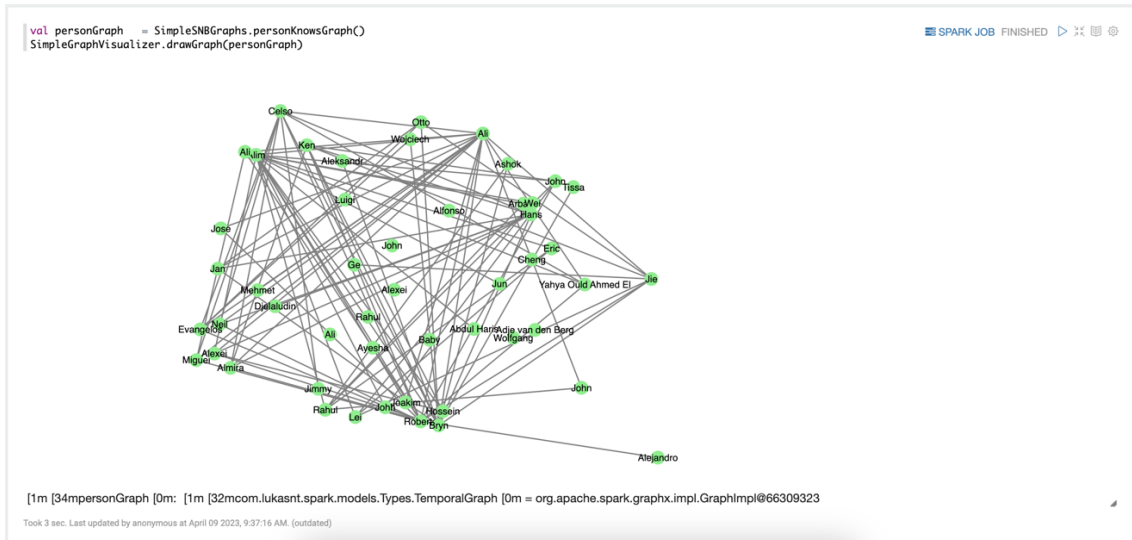 val personGraph   = SimpleSNBGraphs.personKnowsGraph()
SPARK JOB FINISHED
SimpleGraphVisualizer.drawGraph(personGraph)
Celso
Otto
Ali
Wojciech
Ken
Ali
Jim
Aleksandr
Ashok
John
Tissa
Luigi
Wei
Alfonso
Hans
José
John
Eric
Cheng
Ge
Jan
Jie
Jun
Yahya Ould Ahmed El
Mehmet
Alexei
Djelaludin
Rahul
Neil
Evangelos
Ali
Abdul Haris
Adje van den Berg
Wolfgang
Baby
Ayesha
Alexei
Miguel
Almira
Jimmy
John
Joakim
John
Rahul
Hossein
Lei
Robert
Bryn
Alejandro
[1m [34mpersonGraph [0m:  [1m [32mcom.lukasnt.spark.models.Types.TemporalGraph [0m = org.apache.spark.graphx.impl.GraphImpl@66309323
Took 3 sec. Last updated by anonymous at April 09 2023, 9:37:16 AM. (outdated)